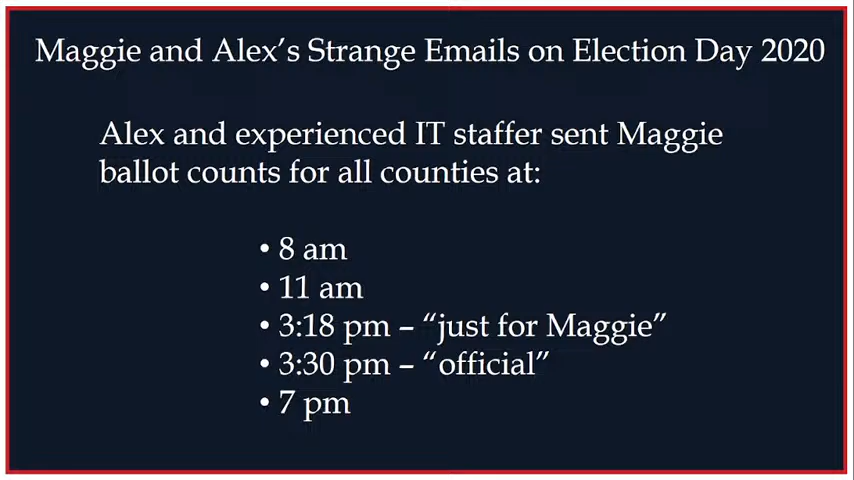 Maggie and Alex’s Strange Emails on Election Day 2020
Alex and experienced IT staffer sent Maggie
ballot counts for all counties at:
• 8 am
• 11 am
• 3:18 pm – “just for Maggie”
• 3:30 pm – “official”
• 7 pm